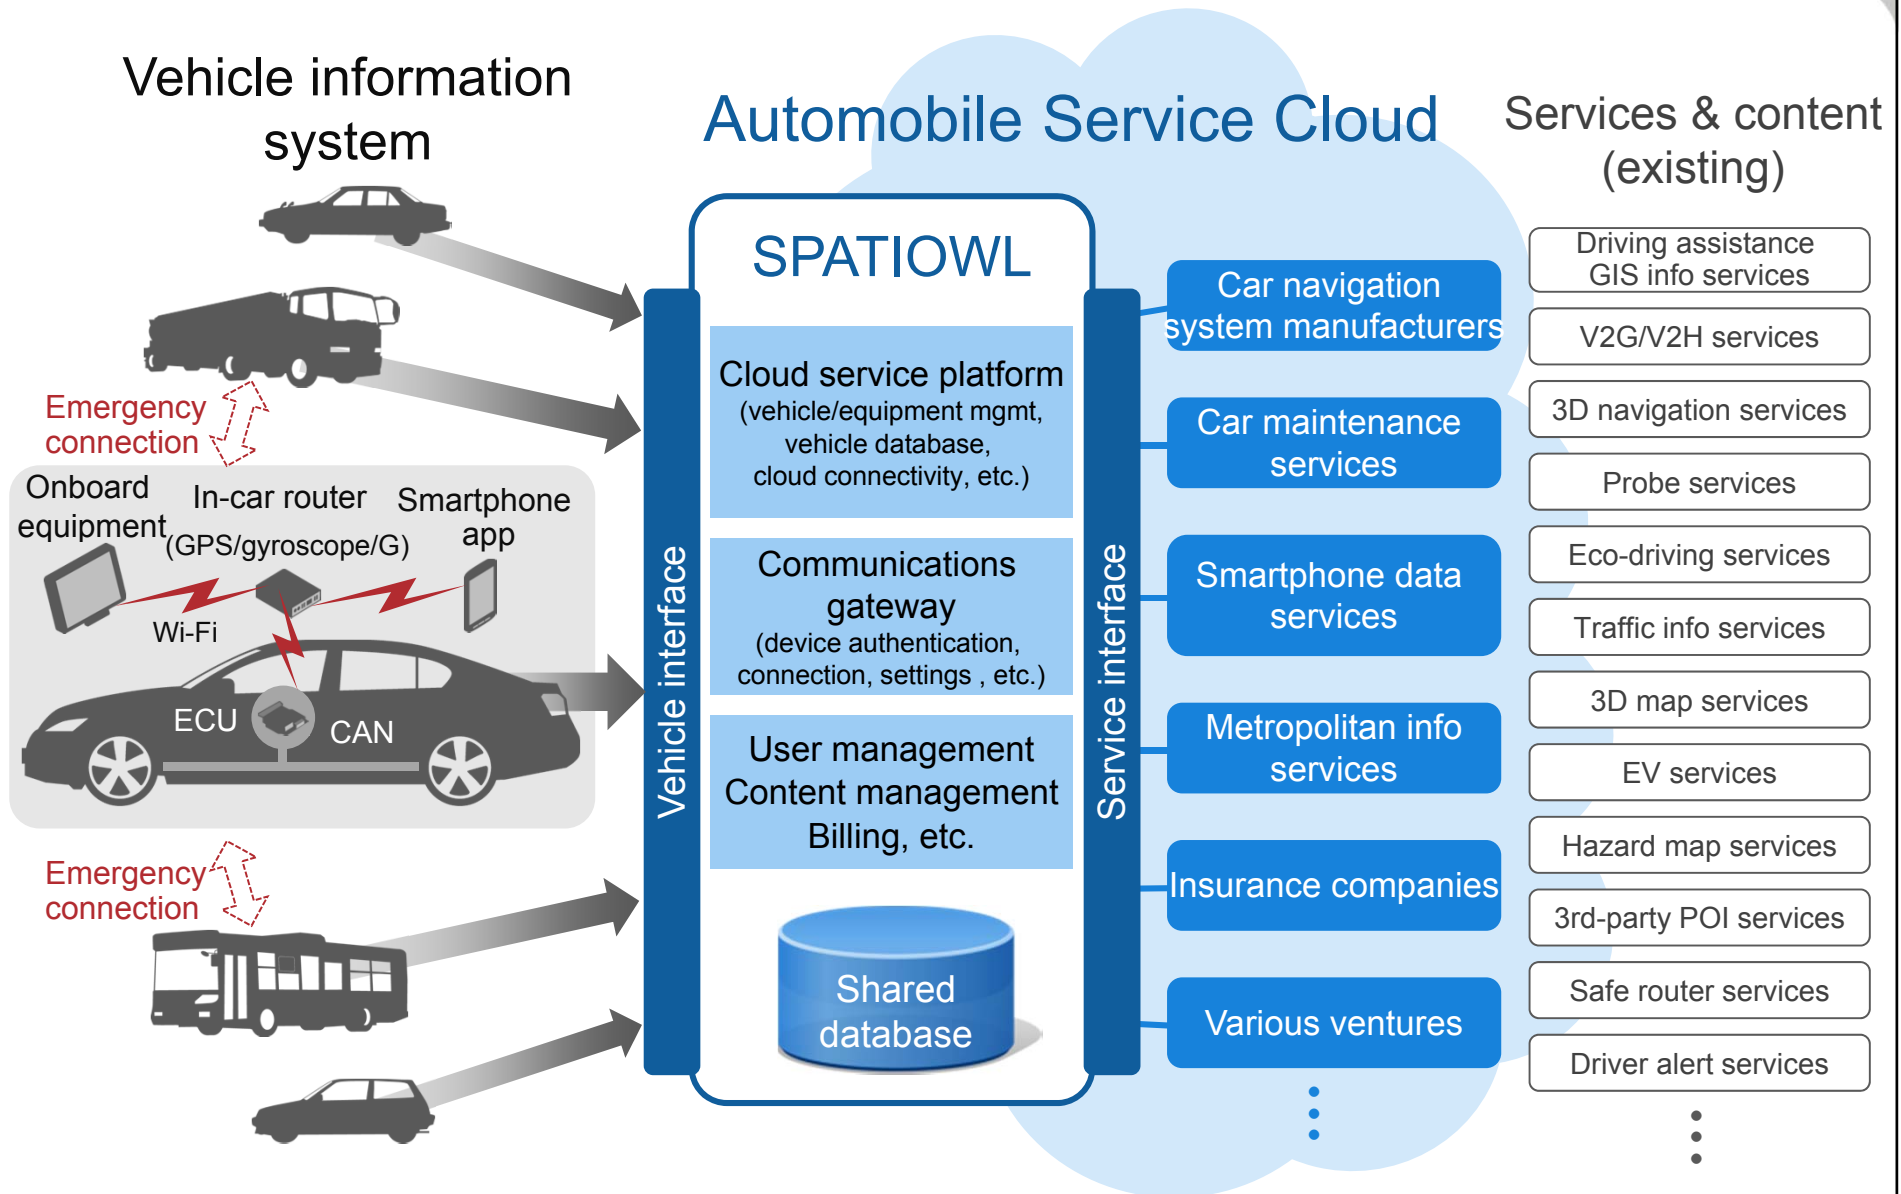 Vehicle information
system
Emergency
connection
Onboard
equipment
In-car router
(GPS/gyroscope/G)
Smartphone
app
Wi-Fi
ECU
CAN
Emergency
connection
Automobile Service Cloud
Vehicle interface
SPATIOWL
Cloud service platform
(vehicle/equipment mgmt,
vehicle database,
cloud connectivity, etc.)
Communications
gateway
(device authentication,
connection, settings , etc.)
User management
Content management
Billing, etc.
Shared
database
Service interface
Car navigation
system manufacturers
Car maintenance
services
Smartphone data
services
Metropolitan info
services
Insurance companies
Various ventures
Services & content
(existing)
Driving assistance
GIS info services
V2G/V2H services
3D navigation services
Probe services
Eco-driving services
Traffic info services
3D map services
EV services
Hazard map services
3rd-party POI services
Safe router services
Driver alert services